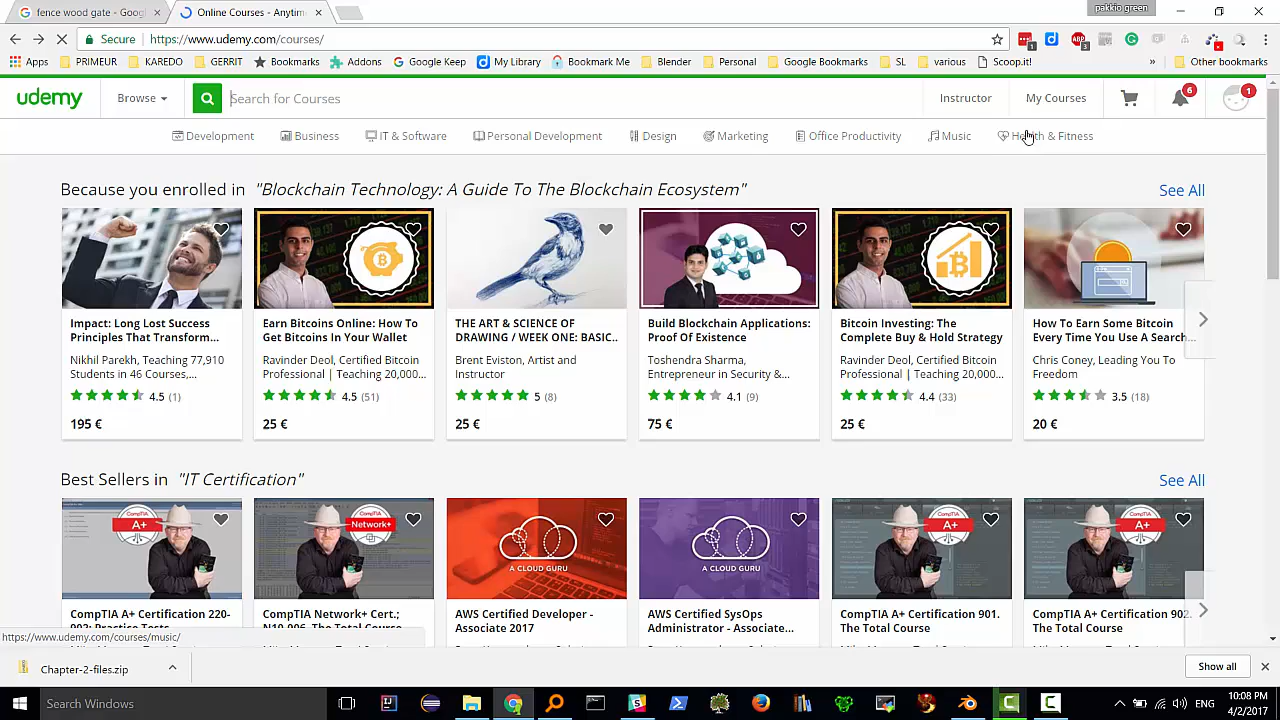 pakkio green
fence wood gate - Googl
Online Courses - Anytim
Secure
https://www.udemy.com/courses/
Apps
PRIMEUR
KAREDO
GERRIT
Bookmarks
Addons
Google Keep
My Library
Bookmark Me
Blender
Personal
Google Bookmarks
SL
various
Scoop.it!
»
Other bookmarks
udemy
Browse
Search for Courses
Instructor
My Courses
6
1
Development
Business
IT & Software
Personal Development
Design
Marketing
Office Productivity
Music
Health & Fitness
Because you enrolled in "Blockchain Technology: A Guide To The Blockchain Ecosystem"
See All
Impact: Long Lost Success
Principles That Transform...
Nikhil Parekh, Teaching 77,910
Students in 46 Courses,...
4.5 (1)
195 €
Earn Bitcoins Online: How To
Get Bitcoins In Your Wallet
Ravinder Deol, Certified Bitcoin
Professional | Teaching 20,000...
4.5 (51)
25 €
THE ART & SCIENCE OF
DRAWING / WEEK ONE: BASIC...
Brent Eviston, Artist and
Instructor
5 (8)
25 €
Build Blockchain Applications:
Proof Of Existence
Toshendra Sharma,
Entrepreneur in Security &...
4.1 (9)
75 €
Bitcoin Investing: The
Complete Buy & Hold Strategy
Ravinder Deol, Certified Bitcoin
Professional | Teaching 20,000...
4.4 (33)
25 €
How To Earn Some Bitcoin
Every Time You Use A Search...
Chris Coney, Leading You To
Freedom
3.5 (18)
20 €
Best Sellers in "IT Certification"
See All
CompTIA
A+
CompTIA
Network+
A CLOUD GURU
A CLOUD GURU
CompTIA
A+
CompTIA
A+
CompTIA A+ Certification 220-
CompTIA Network+ Cert.;
AWS Certified Developer -
Associate 2017
AWS Certified SysOps
Administrator - Associate...
CompTIA A+ Certification 901.
The Total Course
CompTIA A+ Certification 902.
The Total Course
https://www.udemy.com/courses/music/
Chapter-2-files.zip
Show all
Search Windows
ENG
10:08 PM
4/2/2017